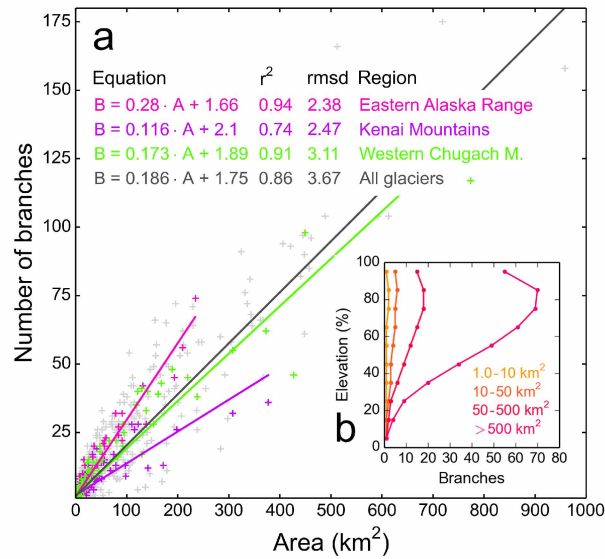 a
Equation r² rmsd Region
B = 0.28 · A + 1.66 0.94 2.38 Eastern Alaska Range
B = 0.116 · A + 2.1 0.74 2.47 Kenai Mountains
B = 0.173 · A + 1.89 0.91 3.11 Western Chugach M.
B = 0.186 · A + 1.75 0.86 3.67 All glaciers
Number of branches
175
150
125
100
75
50
25
0 100 200 300 400 500 600 700 800 900 1000
Area (km²)
b
Elevation (%)
100
80
60
40
20
0
1.0 - 10 km²
10 - 50 km²
50 - 500 km²
> 500 km²
0 10 20 30 40 50 60 70 80
Branches